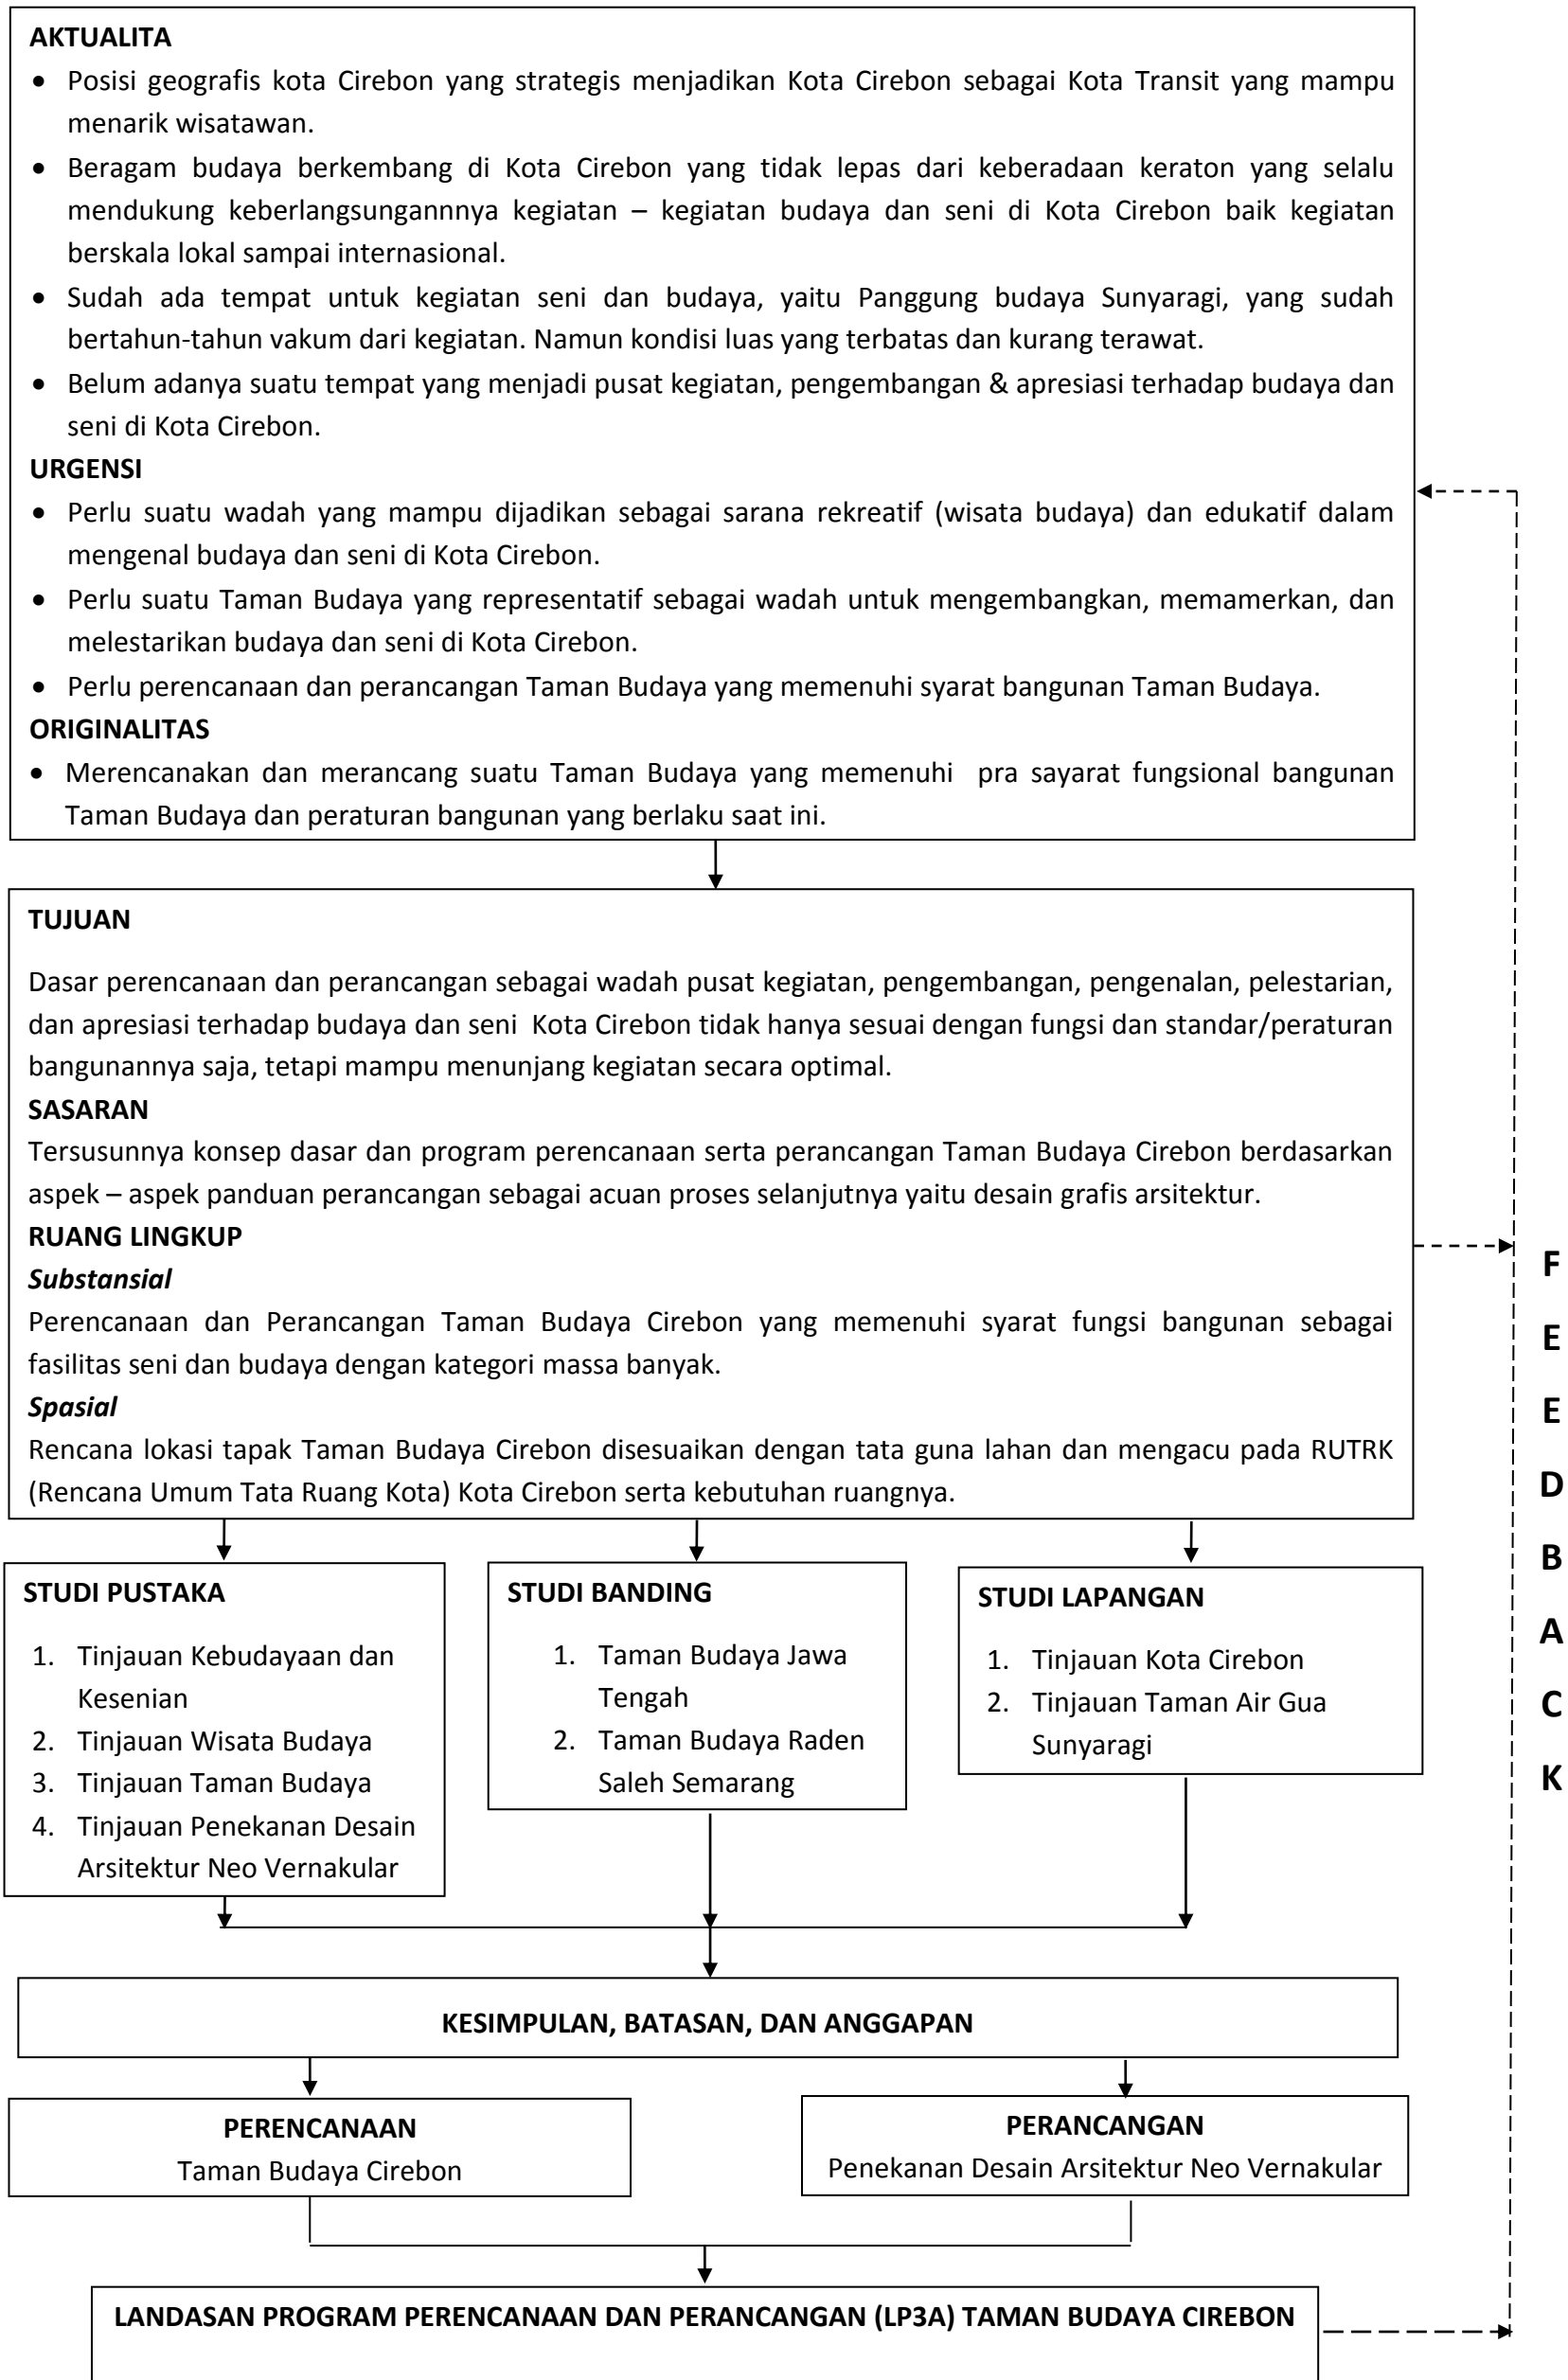 AKTUALITA
• Posisi geografis kota Cirebon yang strategis menjadikan Kota Cirebon sebagai Kota Transit yang mampu
menarik wisatawan.
• Beragam budaya berkembang di Kota Cirebon yang tidak lepas dari keberadaan keraton yang selalu
mendukung keberlangsungannnya kegiatan – kegiatan budaya dan seni di Kota Cirebon baik kegiatan
berskala lokal sampai internasional.
• Sudah ada tempat untuk kegiatan seni dan budaya, yaitu Panggung budaya Sunyaragi, yang sudah
bertahun-tahun vakum dari kegiatan. Namun kondisi luas yang terbatas dan kurang terawat.
• Belum adanya suatu tempat yang menjadi pusat kegiatan, pengembangan & apresiasi terhadap budaya dan
seni di Kota Cirebon.
URGENSI
• Perlu suatu wadah yang mampu dijadikan sebagai sarana rekreatif (wisata budaya) dan edukatif dalam
mengenal budaya dan seni di Kota Cirebon.
• Perlu suatu Taman Budaya yang representatif sebagai wadah untuk mengembangkan, memamerkan, dan
melestarikan budaya dan seni di Kota Cirebon.
• Perlu perencanaan dan perancangan Taman Budaya yang memenuhi syarat bangunan Taman Budaya.
ORIGINALITAS
• Merencanakan dan merancang suatu Taman Budaya yang memenuhi pra sayarat fungsional bangunan
Taman Budaya dan peraturan bangunan yang berlaku saat ini.
TUJUAN
Dasar perencanaan dan perancangan sebagai wadah pusat kegiatan, pengembangan, pengenalan, pelestarian,
dan apresiasi terhadap budaya dan seni Kota Cirebon tidak hanya sesuai dengan fungsi dan standar/peraturan
bangunannya saja, tetapi mampu menunjang kegiatan secara optimal.
SASARAN
Tersusunnya konsep dasar dan program perencanaan serta perancangan Taman Budaya Cirebon berdasarkan
aspek – aspek panduan perancangan sebagai acuan proses selanjutnya yaitu desain grafis arsitektur.
RUANG LINGKUP
Substansial
Perencanaan dan Perancangan Taman Budaya Cirebon yang memenuhi syarat fungsi bangunan sebagai
fasilitas seni dan budaya dengan kategori massa banyak.
Spasial
Rencana lokasi tapak Taman Budaya Cirebon disesuaikan dengan tata guna lahan dan mengacu pada RUTRK
(Rencana Umum Tata Ruang Kota) Kota Cirebon serta kebutuhan ruangnya.
STUDI PUSTAKA
1. Tinjauan Kebudayaan dan
Kesenian
2. Tinjauan Wisata Budaya
3. Tinjauan Taman Budaya
4. Tinjauan Penekanan Desain
Arsitektur Neo Vernakular
STUDI BANDING
1. Taman Budaya Jawa
Tengah
2. Taman Budaya Raden
Saleh Semarang
STUDI LAPANGAN
1. Tinjauan Kota Cirebon
2. Tinjauan Taman Air Gua
Sunyaragi
KESIMPULAN, BATASAN, DAN ANGGAPAN
PERENCANAAN
Taman Budaya Cirebon
PERANCANGAN
Penekanan Desain Arsitektur Neo Vernakular
LANDASAN PROGRAM PERENCANAAN DAN PERANCANGAN (LP3A) TAMAN BUDAYA CIREBON
F
E
E
D
B
A
C
K